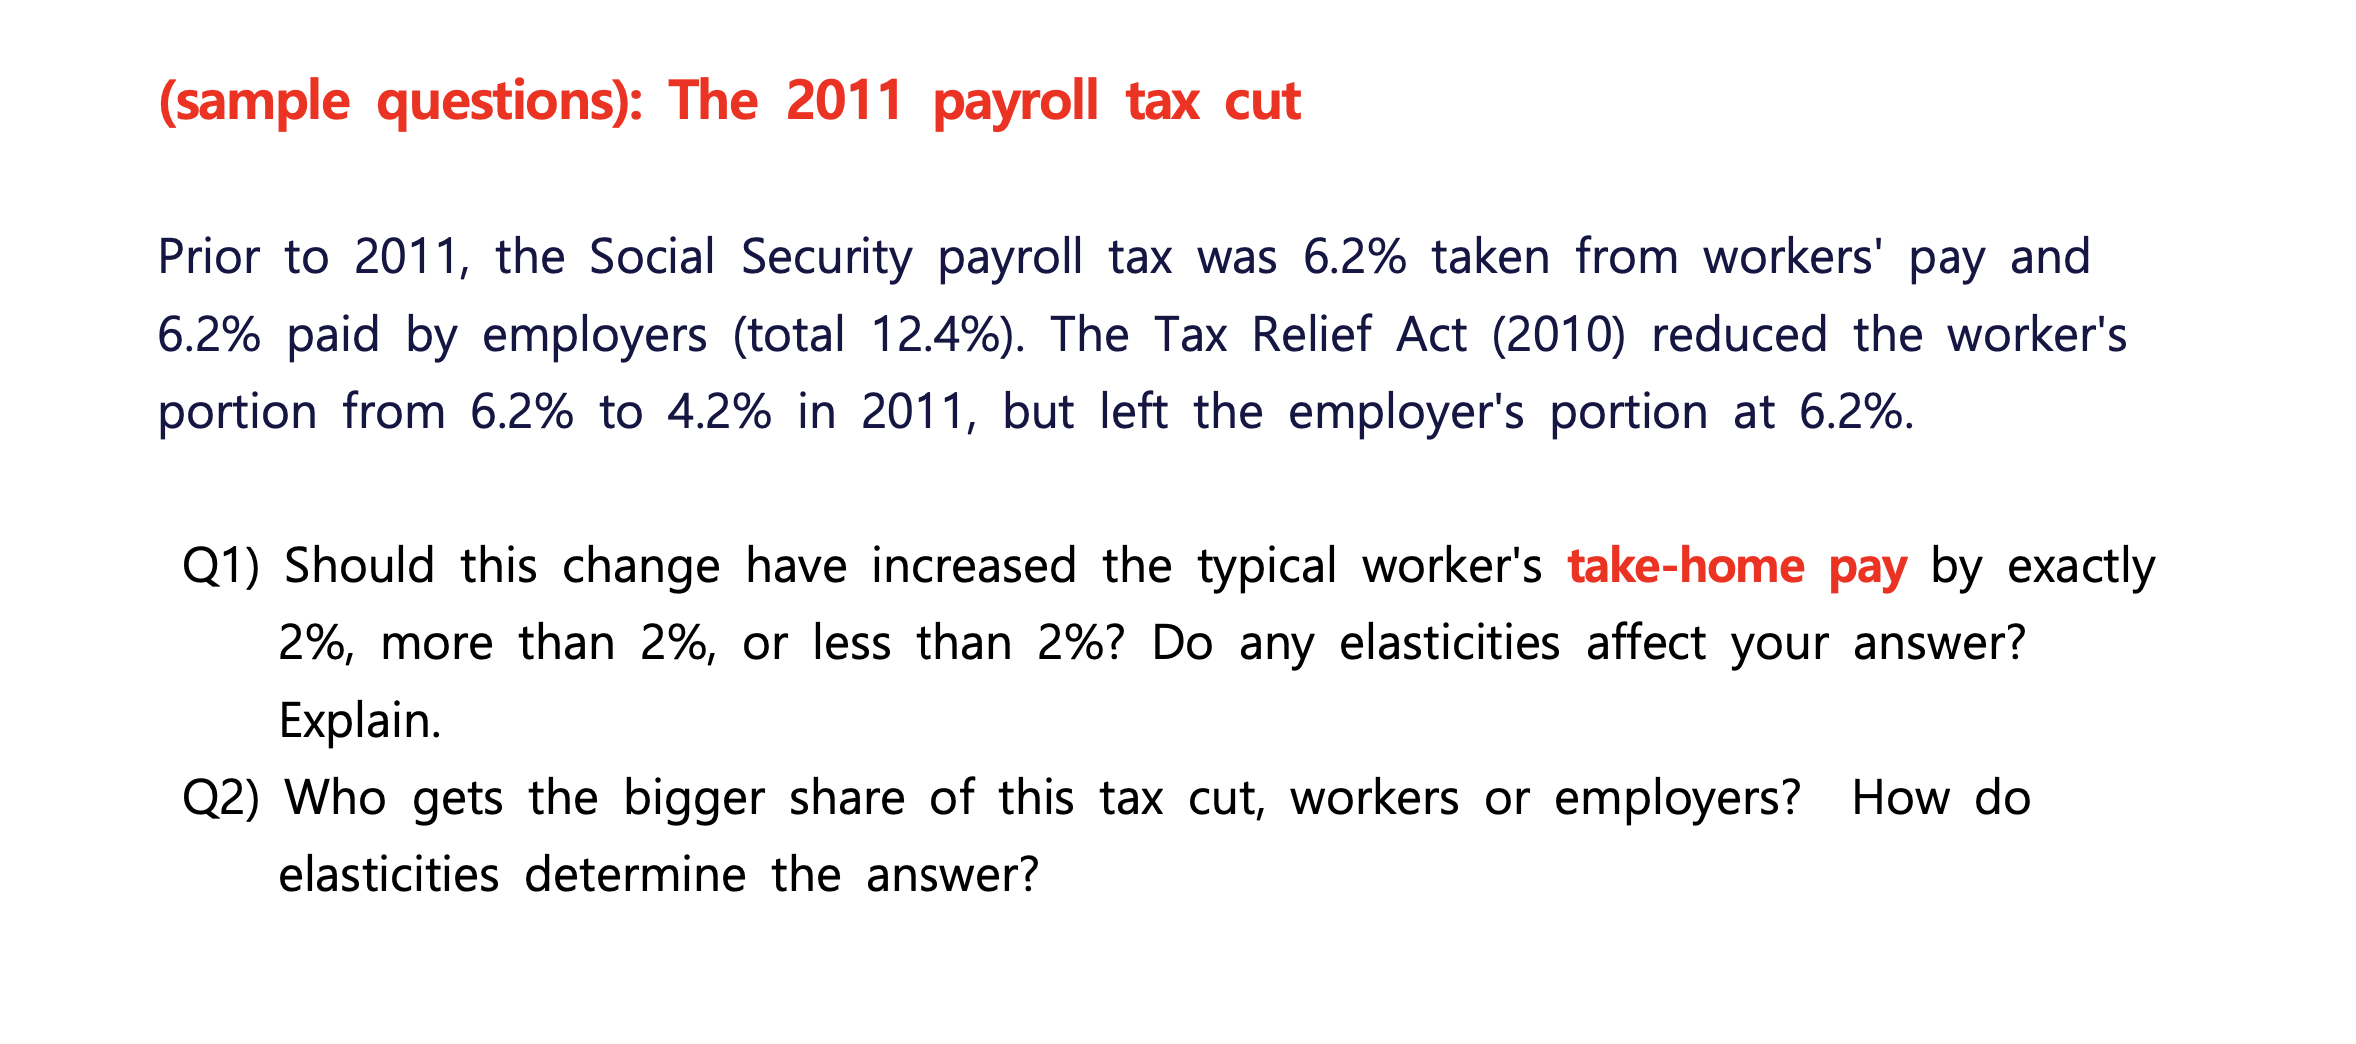 (sample questions): The 2011 payroll tax cut
Prior to 2011, the Social Security payroll tax was 6.2% taken from workers' pay and
6.2% paid by employers (total 12.4%). The Tax Relief Act (2010) reduced the worker's
portion from 6.2% to 4.2% in 2011, but left the employer's portion at 6.2%.
Q1) Should this change have increased the typical worker's take-home pay by exactly
2%, more than 2%, or less than 2%? Do any elasticities affect your answer?
Explain.
Q2) Who gets the bigger share of this tax cut, workers or employers? How do
elasticities determine the answer?